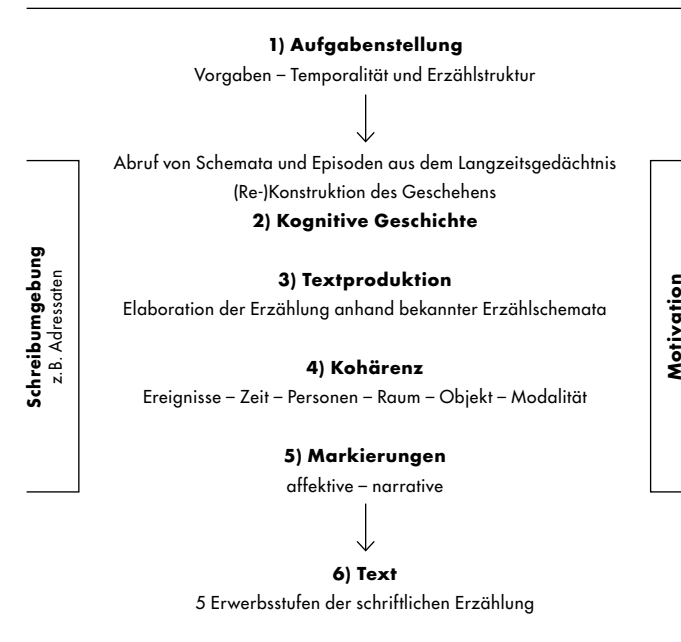 1) Aufgabenstellung
Vorgaben – Temporalität und Erzählstruktur
Abruf von Schemata und Episoden aus dem Langzeitsgedächtnis
(Re-)Konstruktion des Geschehens
2) Kognitive Geschichte
3) Textproduktion
Elaboration der Erzählung anhand bekannter Erzählschemata
4) Kohärenz
Ereignisse – Zeit – Personen – Raum – Objekt – Modalität
5) Markierungen
affektive – narrative
6) Text
5 Erwerbsstufen der schriftlichen Erzählung
Schreibumgebung
z. B. Adressaten
Motivation